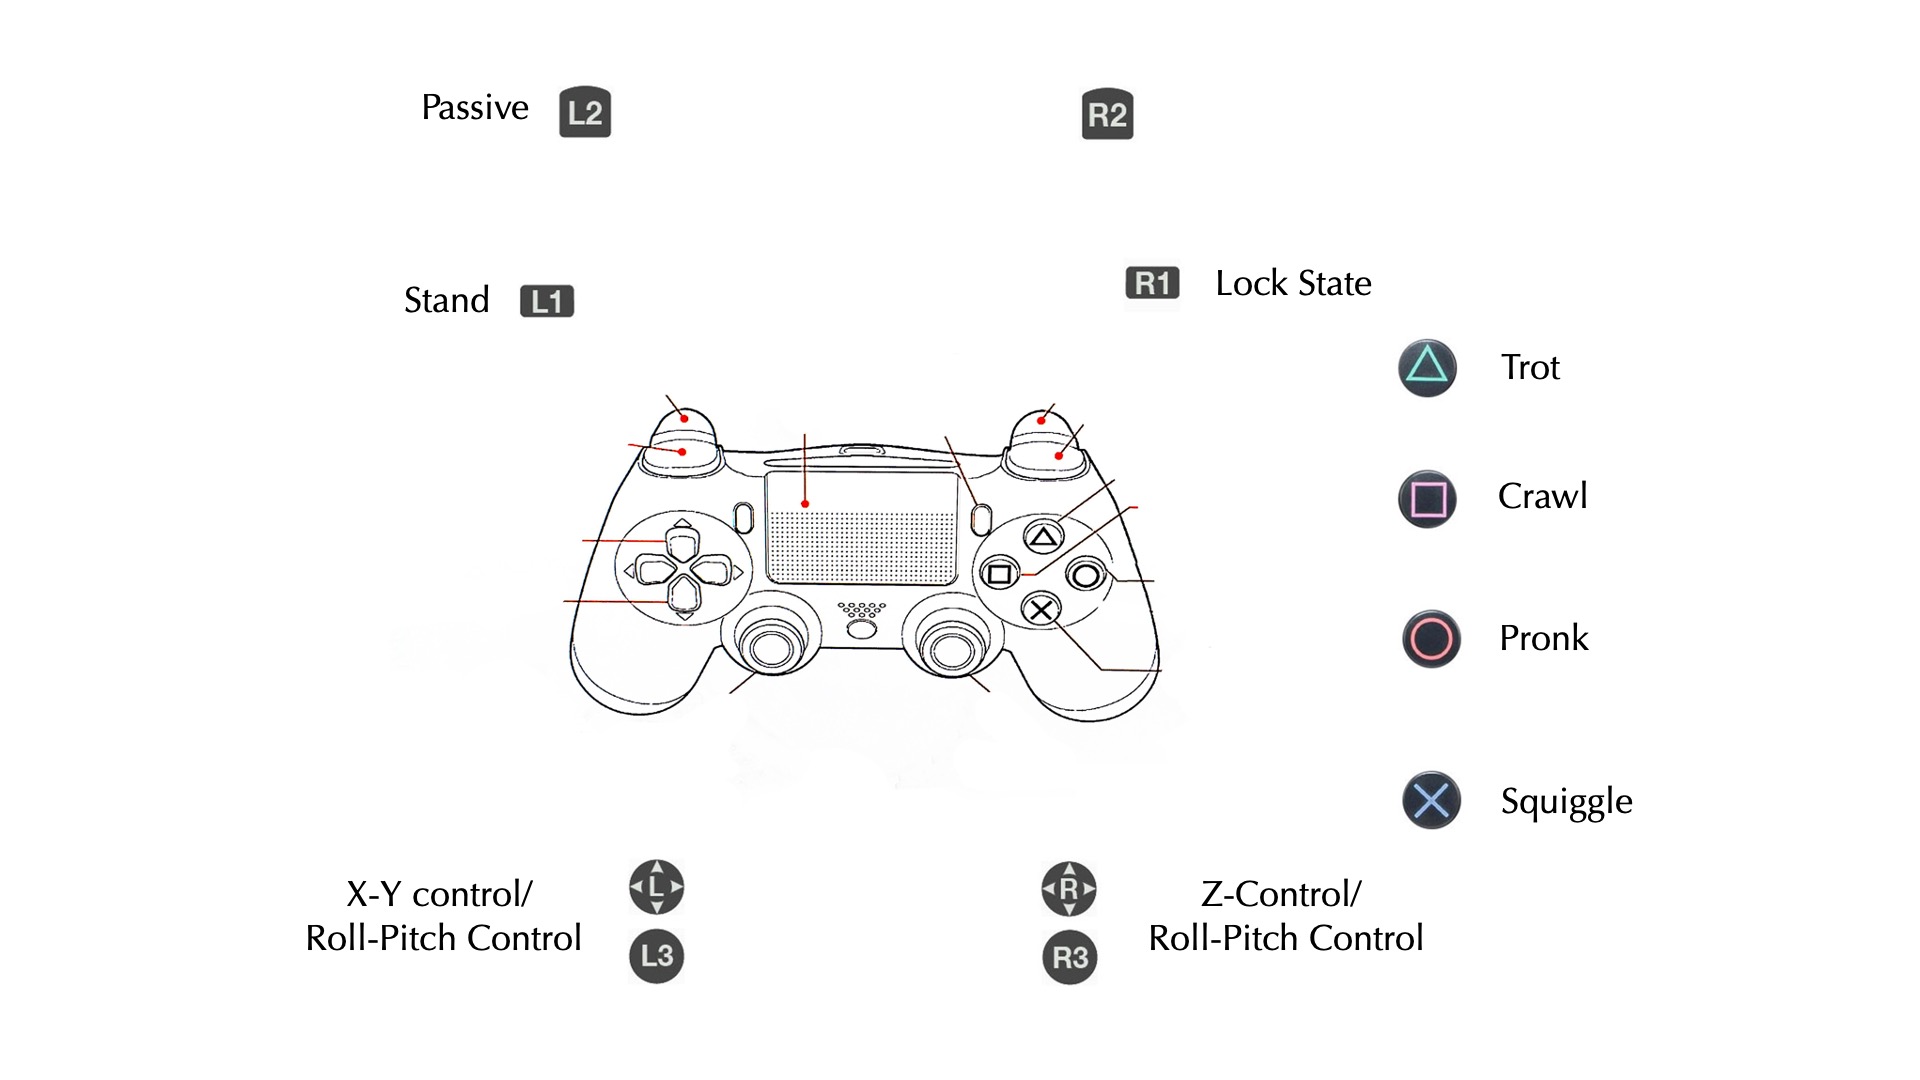 Passive L2
R2
Stand L1
R1 Lock State
Trot
Crawl
Pronk
Squiggle
X-Y control/
Roll-Pitch Control
L
L3
R
R3
Z-Control/
Roll-Pitch Control